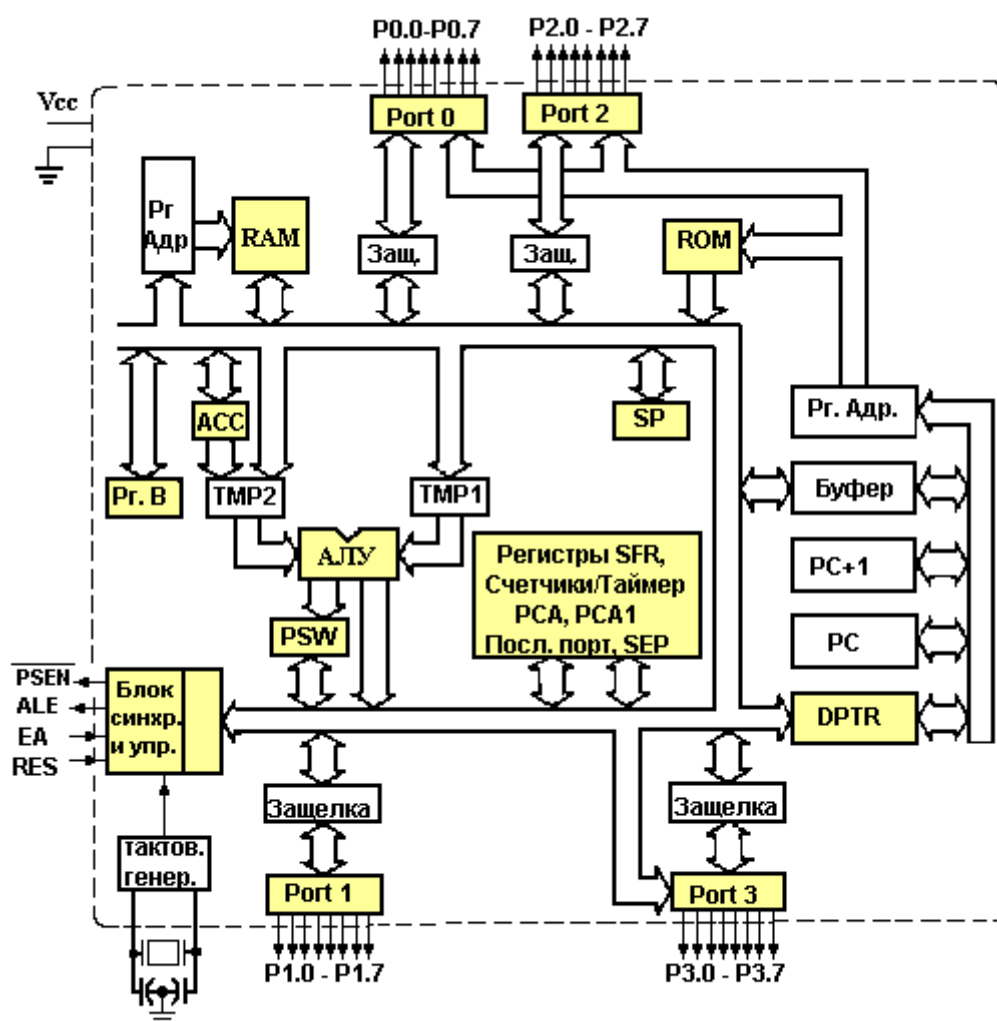 P0.0-P0.7
P2.0 - P2.7
Vcc
Port 0
Port 2
Рг
Адр
RAM
Защ.
Защ.
ROM
ACC
SP
Рг. Адр.
Рг. В
TMP2
TMP1
Буфер
АЛУ
Регистры SFR,
Счетчики/Таймер
PCA, PCA1
Посл. порт, SEP
PC+1
PSW
PC
PSEN
ALE
EA
RES
Блок
синхр.
и упр.
DPTR
Защелка
Защелка
тактов.
генер.
Port 1
Port 3
P1.0 - P1.7
P3.0 - P3.7